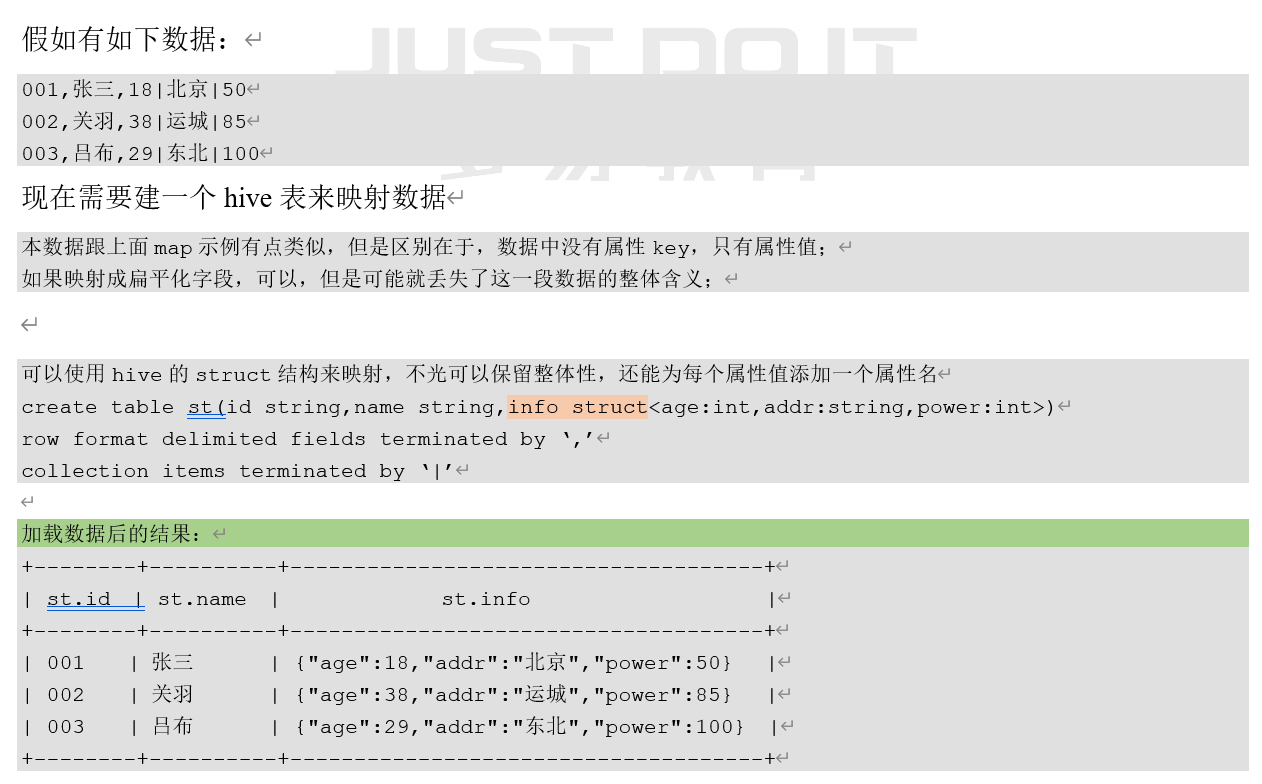 JUST DO IT
假如有如下数据：
001,张三,18|北京|50
002,关羽,38|运城|85
003,吕布,29|东北|100
现在需要建一个 hive 表来映射数据
本数据跟上面 map 示例有点类似，但是区别在于，数据中没有属性 key，只有属性值；
如果映射成扁平化字段，可以，但是可能就丢失了这一段数据的整体含义；
可以使用 hive 的 struct 结构来映射，不光可以保留整体性，还能为每个属性值添加一个属性名
create table st(id string,name string,info struct<age:int,addr:string,power:int>)
row format delimited fields terminated by ‘,’
collection items terminated by ‘|’
加载数据后的结果：
+--------+----------+-------------------------------------+
| st.id  | st.name  |             st.info                   |
+--------+----------+-------------------------------------+
| 001    | 张三      | {"age":18,"addr":"北京","power":50}   |
| 002    | 关羽      | {"age":38,"addr":"运城","power":85}   |
| 003    | 吕布      | {"age":29,"addr":"东北","power":100}  |
+--------+----------+-------------------------------------+